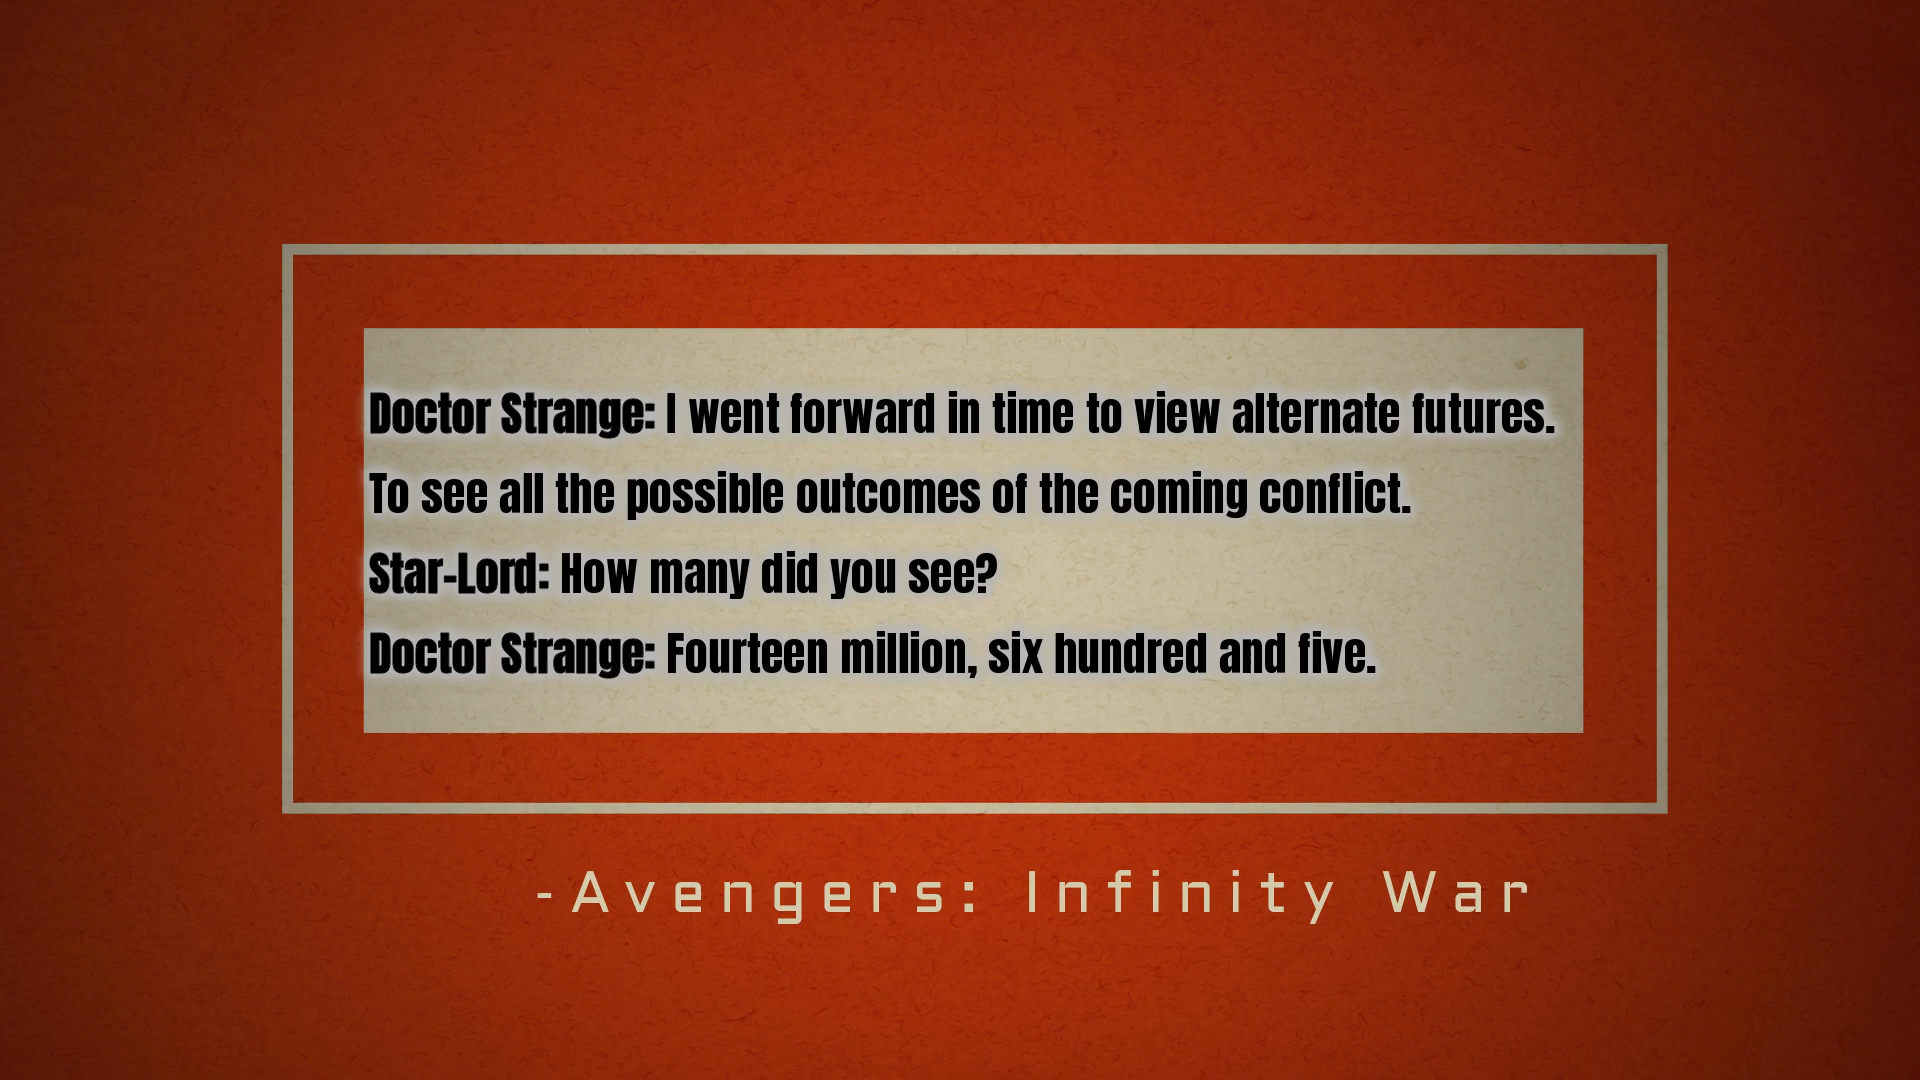 Doctor Strange: I went forward in time to view alternate futures.
To see all the possible outcomes of the coming conflict.
Star-Lord: How many did you see?
Doctor Strange: Fourteen million, six hundred and five.
-Avengers: Infinity War